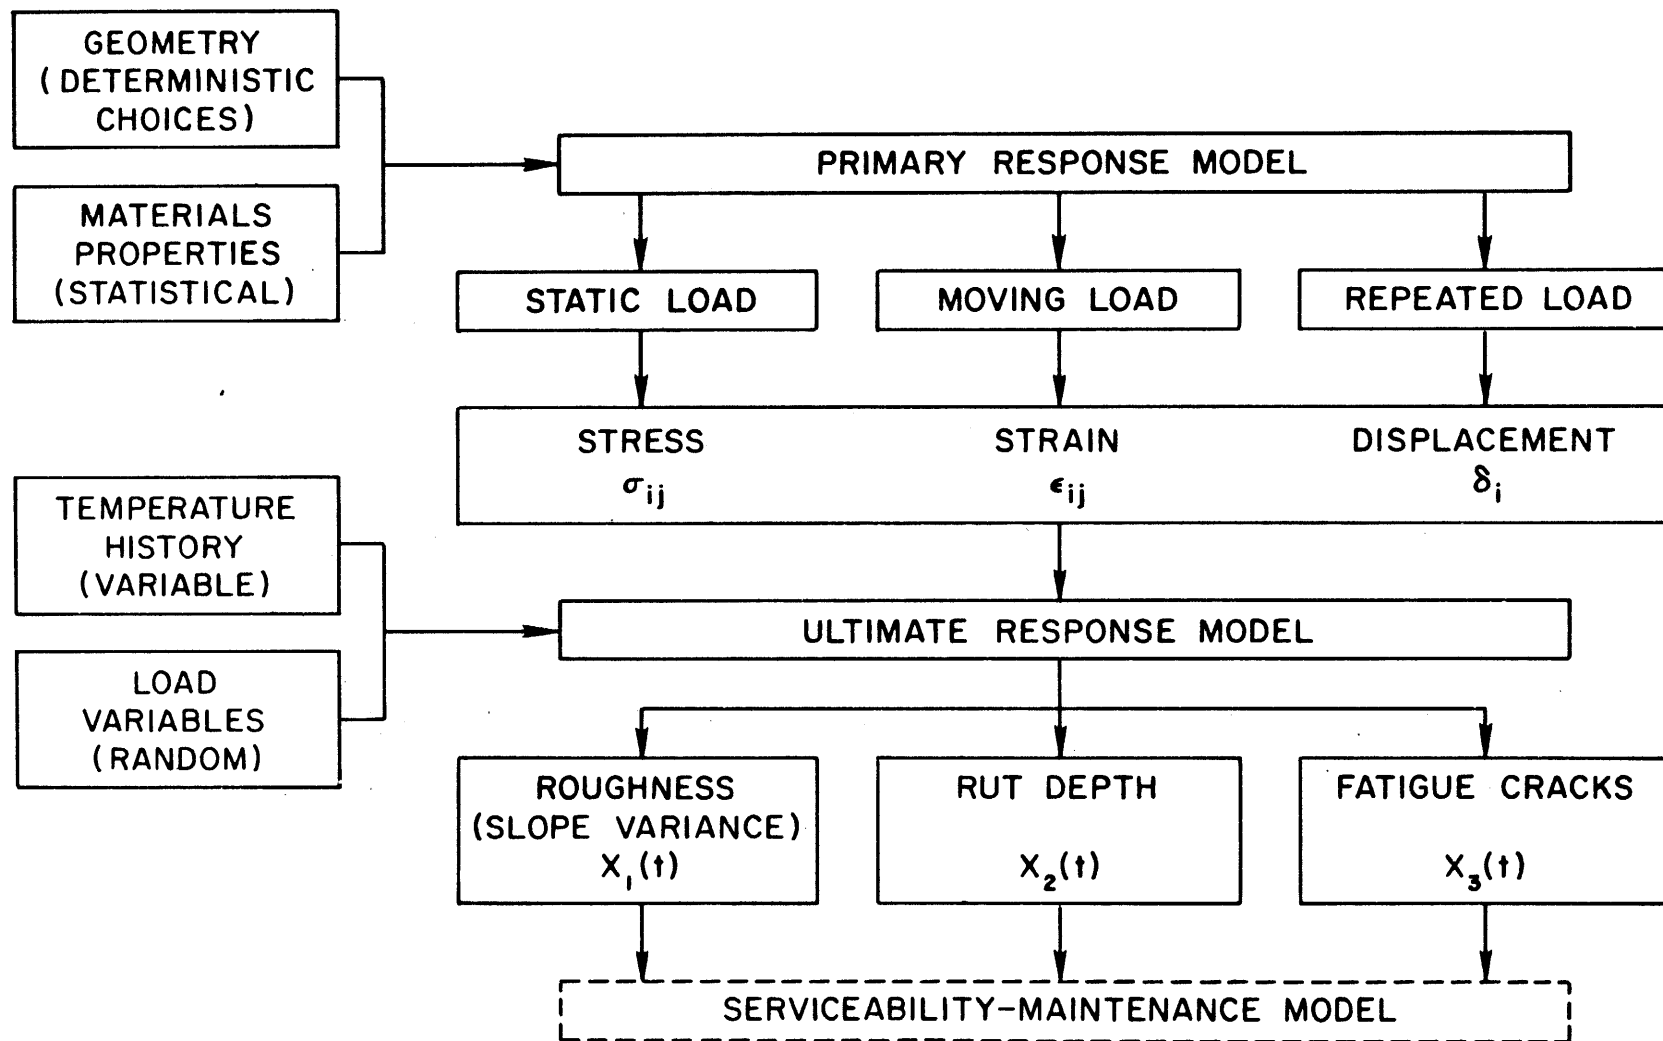 GEOMETRY
(DETERMINISTIC
CHOICES)
MATERIALS
PROPERTIES
(STATISTICAL)
PRIMARY RESPONSE MODEL
STATIC LOAD
MOVING LOAD
REPEATED LOAD
STRESS
σij
STRAIN
ϵij
DISPLACEMENT
δi
TEMPERATURE
HISTORY
(VARIABLE)
LOAD
VARIABLES
(RANDOM)
ULTIMATE RESPONSE MODEL
ROUGHNESS
(SLOPE VARIANCE)
X₁(t)
RUT DEPTH
X₂(t)
FATIGUE CRACKS
X₃(t)
SERVICEABILITY-MAINTENANCE MODEL